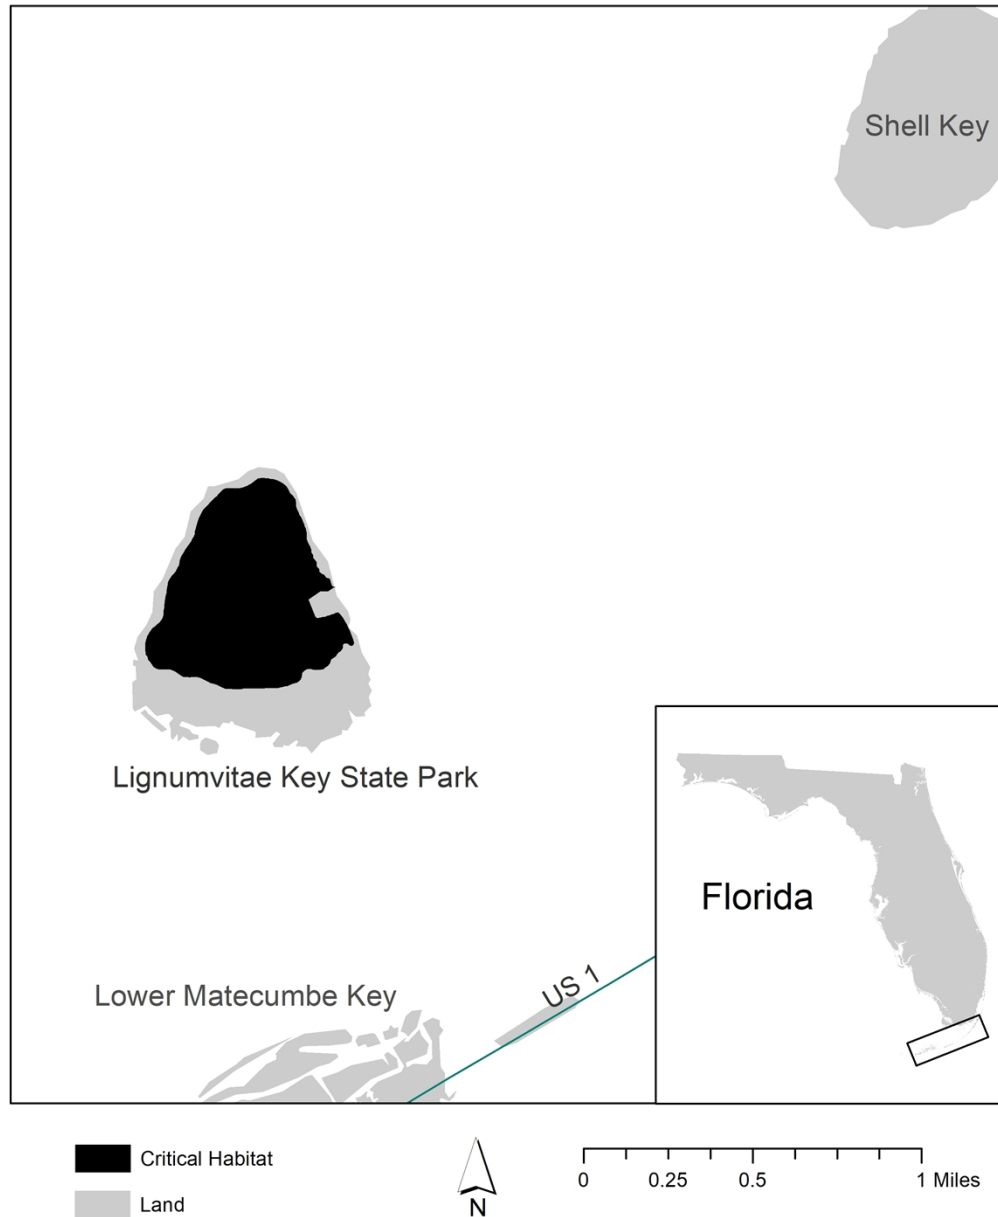 Shell Key
Lignumvitae Key State Park
Florida
Lower Matecumbe Key
US 1
Critical Habitat
Land
N
0 0.25 0.5 1 Miles